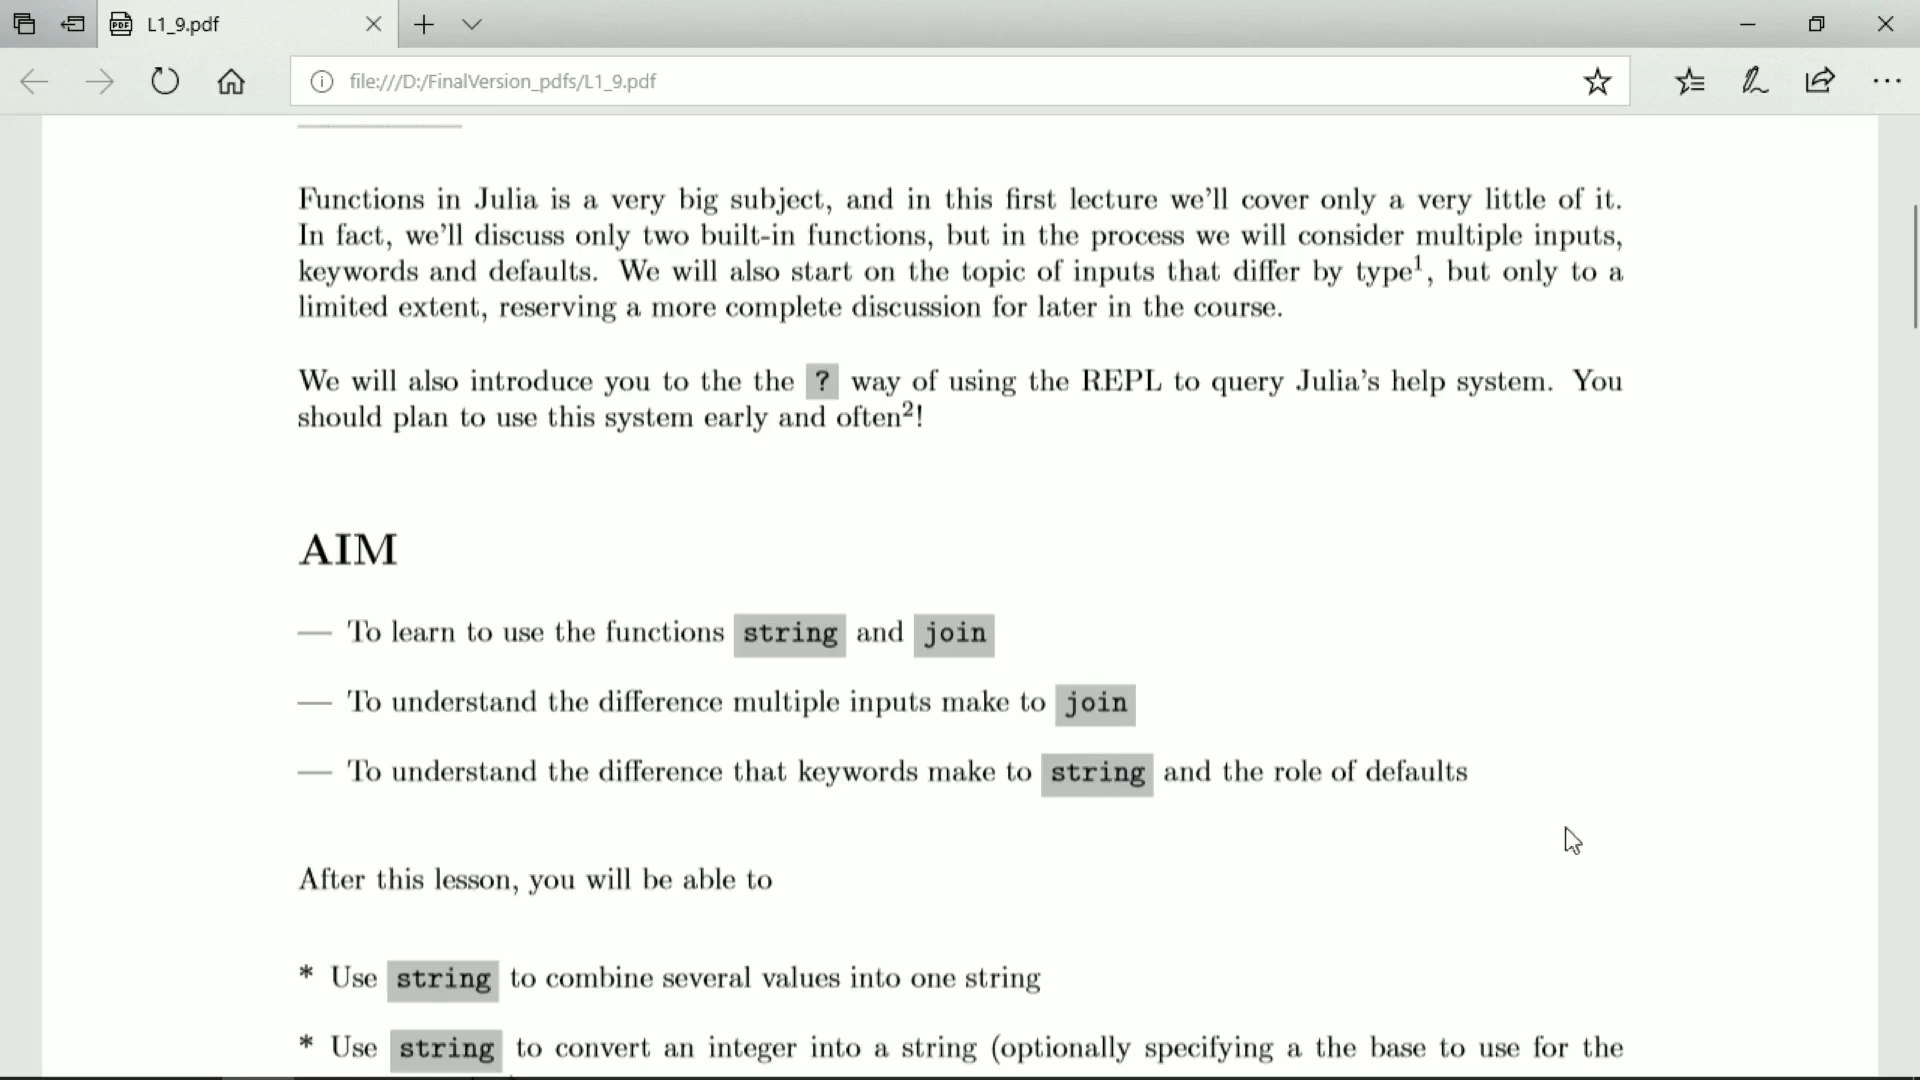 L1_9.pdf
file:///D:/FinalVersion_pdfs/L1_9.pdf
Functions in Julia is a very big subject, and in this first lecture we'll cover only a very little of it.
In fact, we'll discuss only two built-in functions, but in the process we will consider multiple inputs,
keywords and defaults. We will also start on the topic of inputs that differ by type¹, but only to a
limited extent, reserving a more complete discussion for later in the course.
We will also introduce you to the the ? way of using the REPL to query Julia's help system. You
should plan to use this system early and often²!
AIM
— To learn to use the functions string and join
— To understand the difference multiple inputs make to join
— To understand the difference that keywords make to string and the role of defaults
After this lesson, you will be able to
* Use string to combine several values into one string
* Use string to convert an integer into a string (optionally specifying a the base to use for the